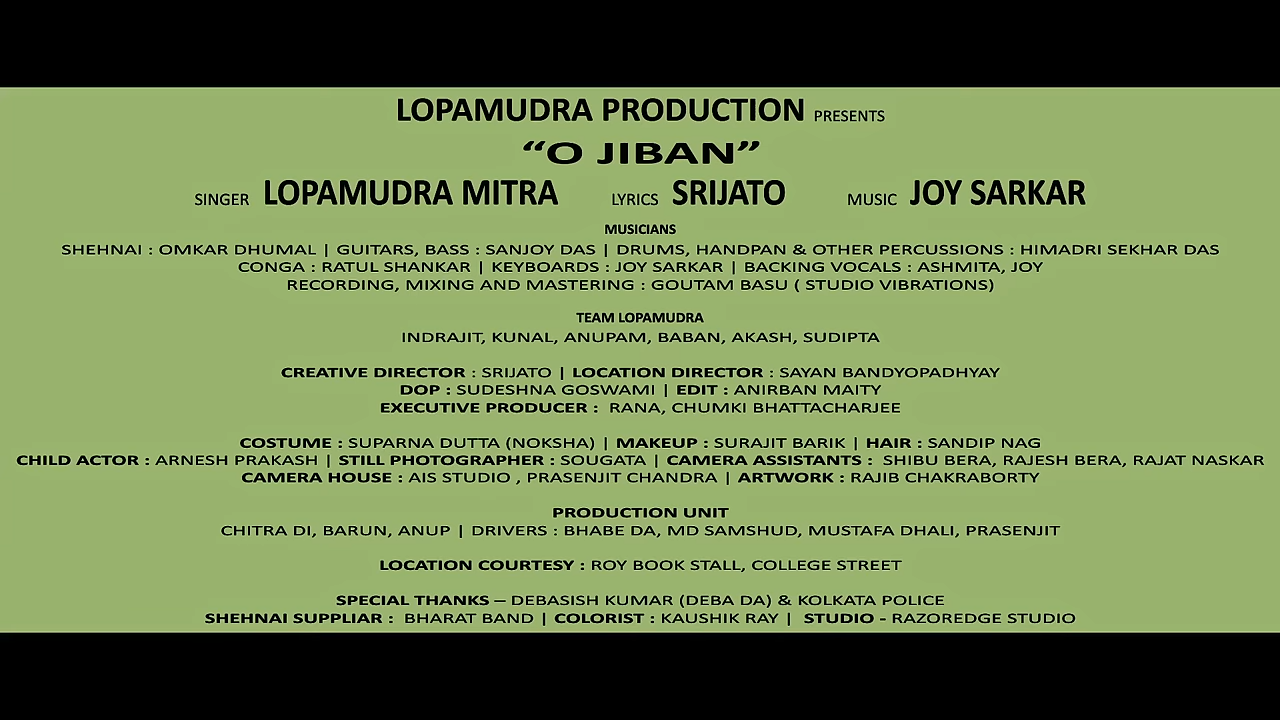 LOPAMUDRA PRODUCTION PRESENTS
“O JIBAN”
SINGER LOPAMUDRA MITRA LYRICS SRIJATO MUSIC JOY SARKAR
MUSICIANS
SHEHNAI : OMKAR DHUMAL | GUITARS, BASS : SANJOY DAS | DRUMS, HANDPAN & OTHER PERCUSSIONS : HIMADRI SEKHAR DAS
CONGA : RATUL SHANKAR | KEYBOARDS : JOY SARKAR | BACKING VOCALS : ASHMITA, JOY
RECORDING, MIXING AND MASTERING : GOUTAM BASU ( STUDIO VIBRATIONS)
TEAM LOPAMUDRA
INDRAJIT, KUNAL, ANUPAM, BABAN, AKASH, SUDIPTA
CREATIVE DIRECTOR : SRIJATO | LOCATION DIRECTOR : SAYAN BANDYOPADHYAY
DOP : SUDESHNA GOSWAMI | EDIT : ANIRBAN MAITY
EXECUTIVE PRODUCER : RANA, CHUMKI BHATTACHARJEE
COSTUME : SUPARNA DUTTA (NOKSHA) | MAKEUP : SURAJIT BARIK | HAIR : SANDIP NAG
CHILD ACTOR : ARNESH PRAKASH | STILL PHOTOGRAPHER : SOUGATA | CAMERA ASSISTANTS : SHIBU BERA, RAJESH BERA, RAJAT NASKAR
CAMERA HOUSE : AIS STUDIO , PRASENJIT CHANDRA | ARTWORK : RAJIB CHAKRABORTY
PRODUCTION UNIT
CHITRA DI, BARUN, ANUP | DRIVERS : BHABE DA, MD SAMSHUD, MUSTAFA DHALI, PRASENJIT
LOCATION COURTESY : ROY BOOK STALL, COLLEGE STREET
SPECIAL THANKS – DEBASISH KUMAR (DEBA DA) & KOLKATA POLICE
SHEHNAI SUPPLIAR : BHARAT BAND | COLORIST : KAUSHIK RAY | STUDIO - RAZOREDGE STUDIO